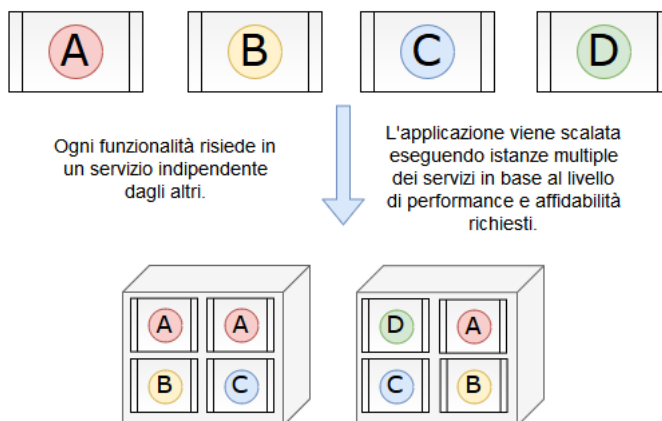 A B C D
Ogni funzionalità risiede in
un servizio indipendente
dagli altri.
L'applicazione viene scalata
eseguendo istanze multiple
dei servizi in base al livello
di performance e affidabilità
richiesti.
A A
B C
D A
C B